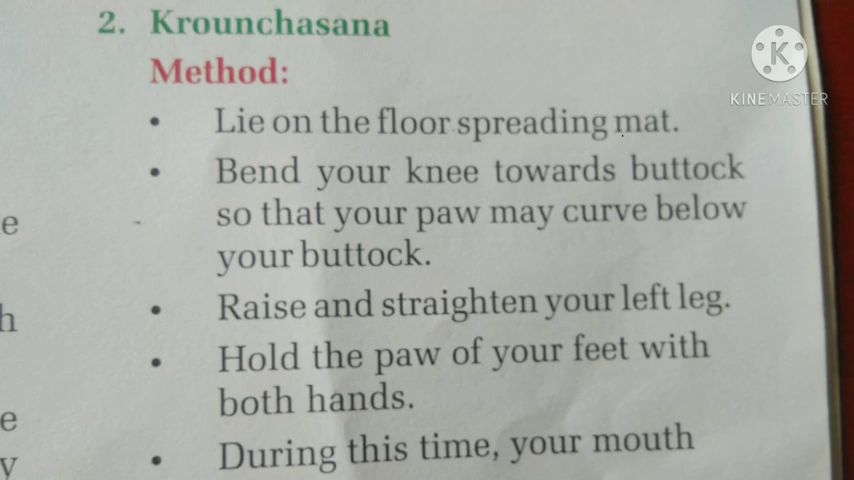 2. Krounchasana
Method:
• Lie on the floor spreading mat.
• Bend your knee towards buttock
so that your paw may curve below
your buttock.
• Raise and straighten your left leg.
• Hold the paw of your feet with
both hands.
• During this time, your mouth
e
h
e
y
K
KINEMASTER